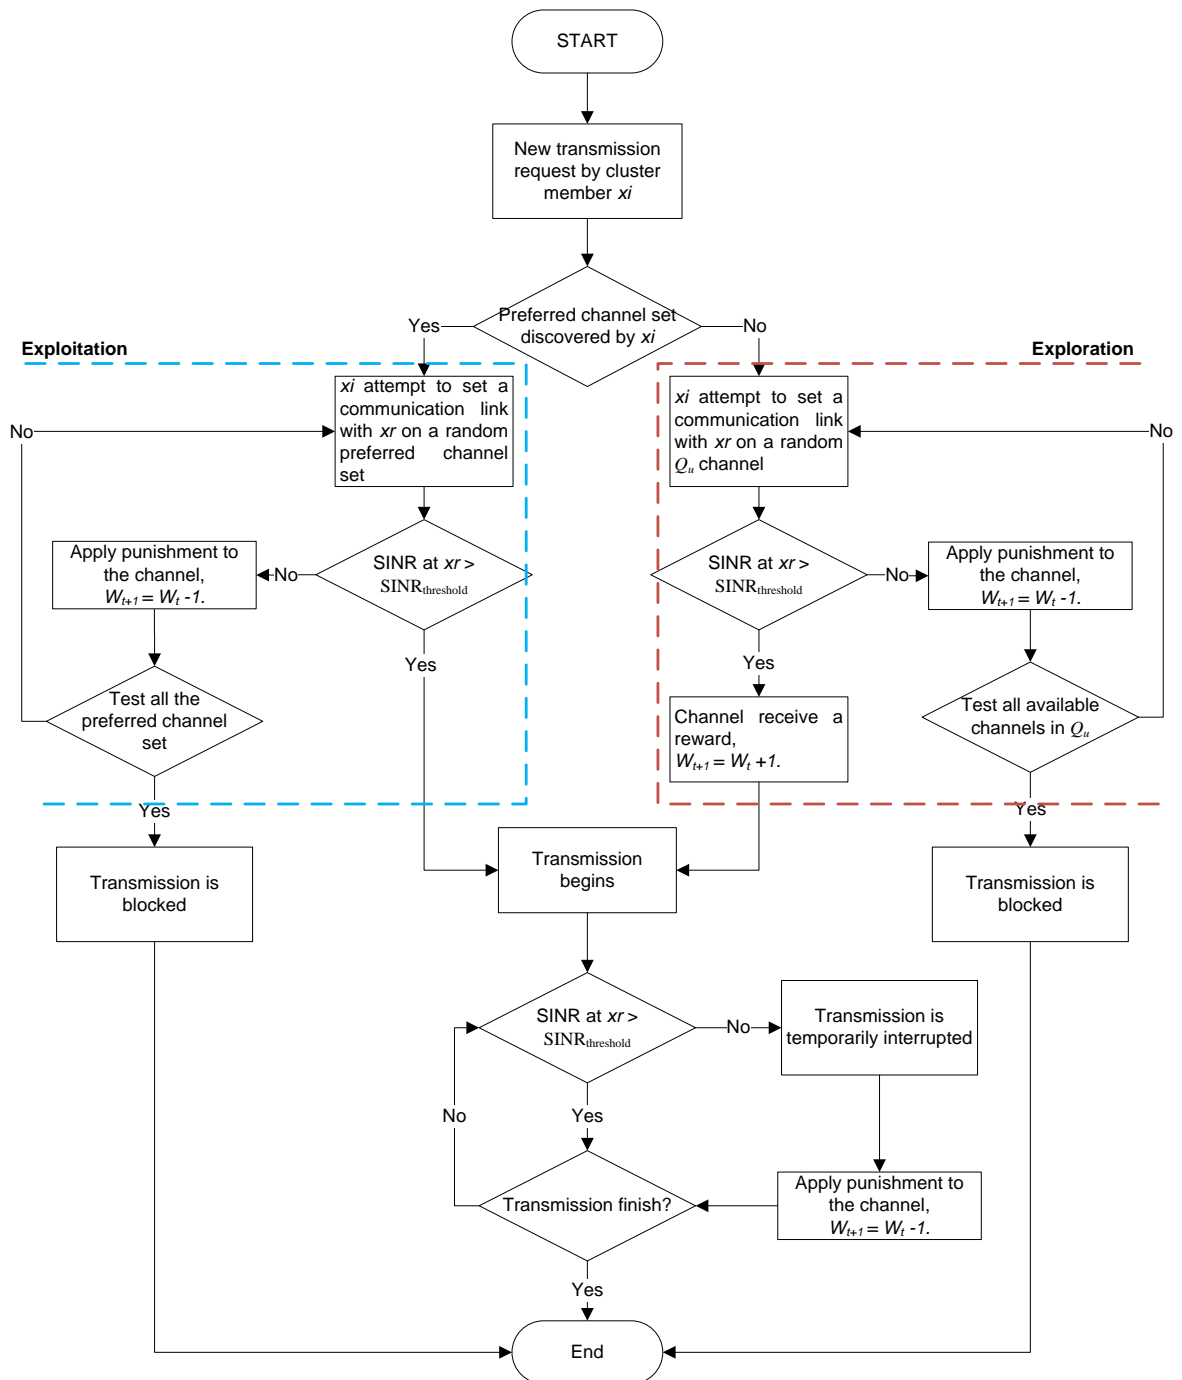 START
New transmission
request by cluster
member xi
Preferred channel set
discovered by xi
Yes
No
Exploitation
Exploration
xi attempt to set a
communication link
with xr on a random
preferred channel
set
xi attempt to set a
communication link
with xr on a random
Qu channel
No
No
SINR at xr >
SINRthreshold
No
Apply punishment to
the channel,
Wt+1 = Wt -1.
SINR at xr >
SINRthreshold
No
Apply punishment to
the channel,
Wt+1 = Wt -1.
Yes
Yes
Test all the
preferred channel
set
Channel receive a
reward,
Wt+1 = Wt +1.
Test all available
channels in Qu
Yes
Yes
Transmission is
blocked
Transmission
begins
Transmission is
blocked
SINR at xr >
SINRthreshold
No
Transmission is
temporarily interrupted
No
Yes
Transmission finish?
Apply punishment to
the channel,
Wt+1 = Wt -1.
Yes
End